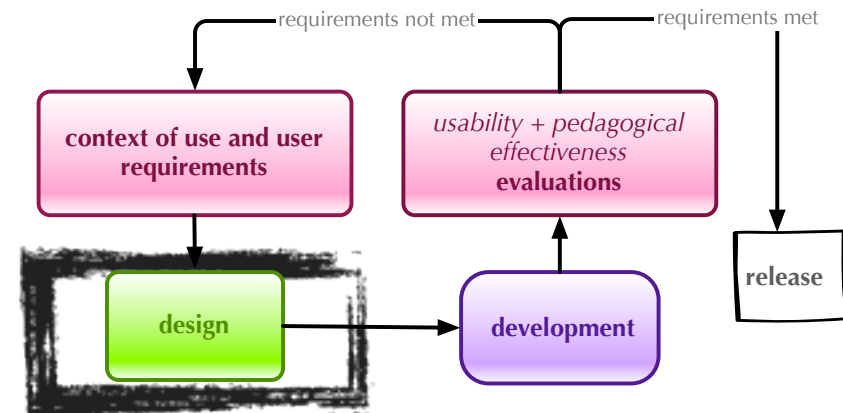 requirements not met
requirements met
context of use and user
requirements
usability + pedagogical
effectiveness
evaluations
design
development
release